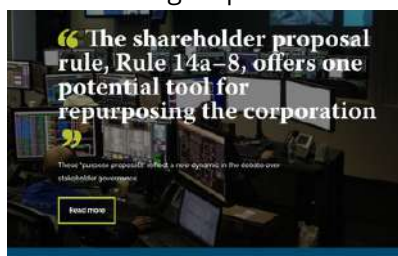 “ The shareholder proposal
rule, Rule 14a–8, offers one
potential tool for
repurposing the corporation
”
These "purpose proposals" reflect a new dynamic in the debate over
stakeholder governance
Read more